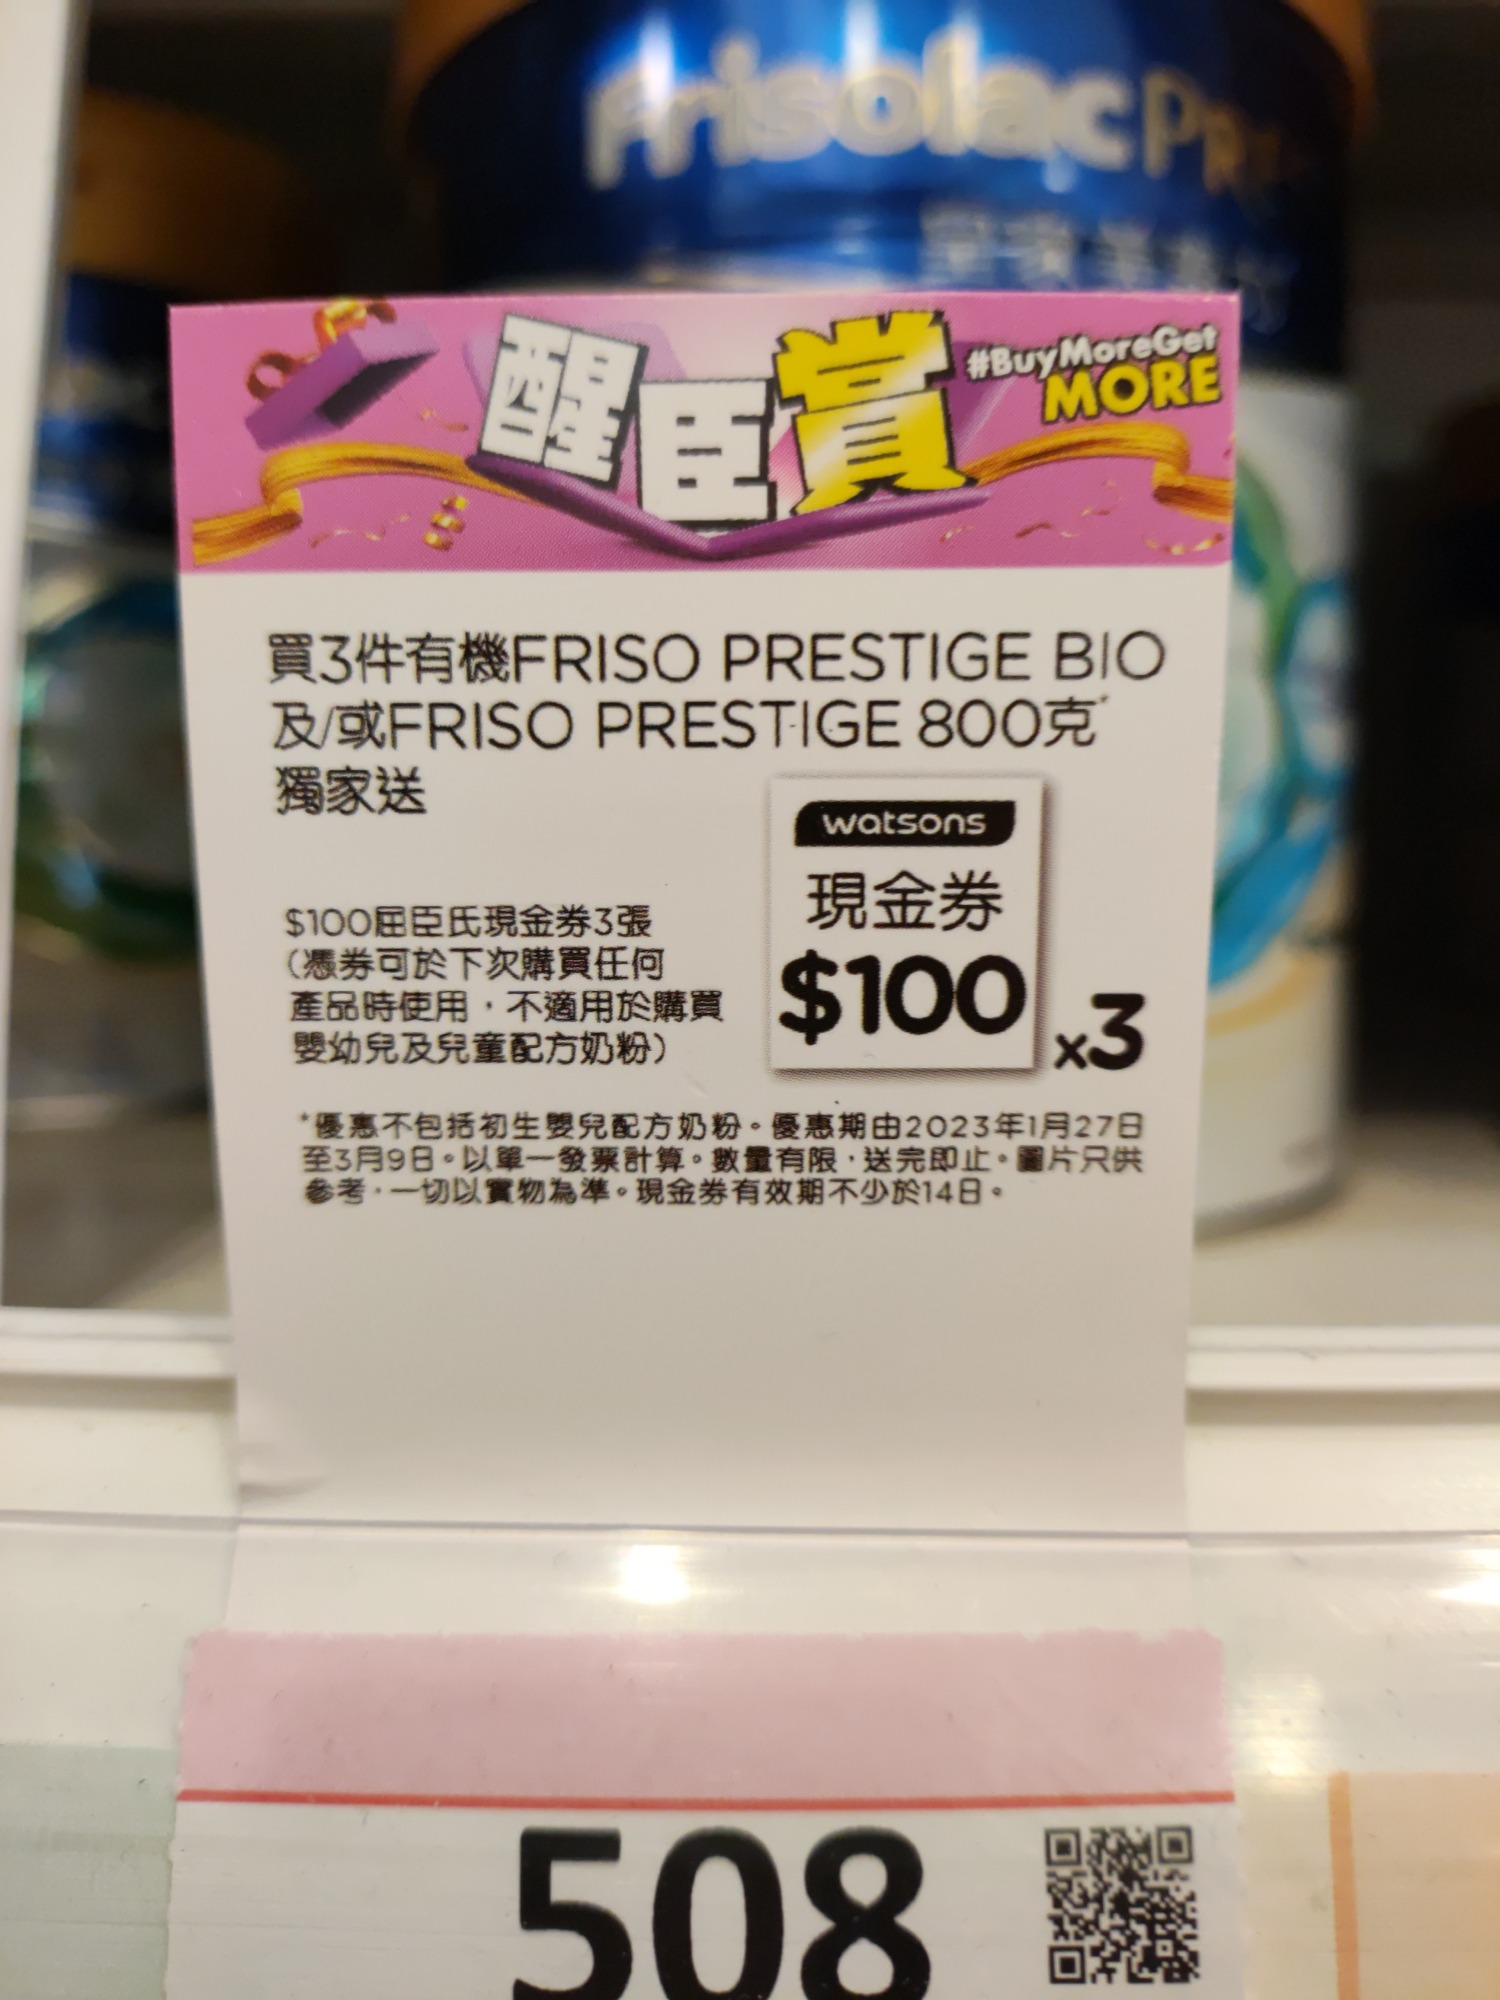 Frisolac PR
醒臣賞
#BuyMoreGet
MORE
買3件有機FRISO PRESTIGE BIO
及/或FRISO PRESTIGE 800克*
獨家送
watsons
現金券
$100
x3
$100屈臣氏現金券3張
(憑券可於下次購買任何
產品時使用，不適用於購買
嬰幼兒及兒童配方奶粉)
*優惠不包括初生嬰兒配方奶粉。優惠期由2023年1月27日
至3月9日。以單一發票計算。數量有限，送完即止。圖片只供
參考，一切以實物為準。現金券有效期不少於14日。
508